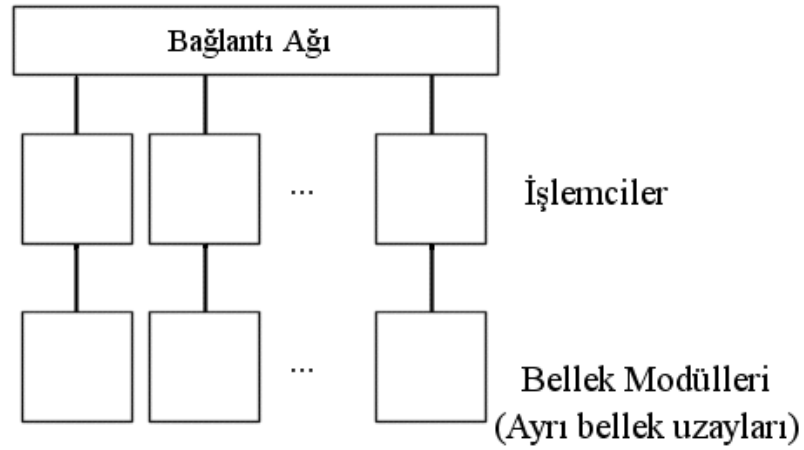 Bağlantı Ağı
...
İşlemciler
...
Bellek Modülleri
(Ayrı bellek uzayları)